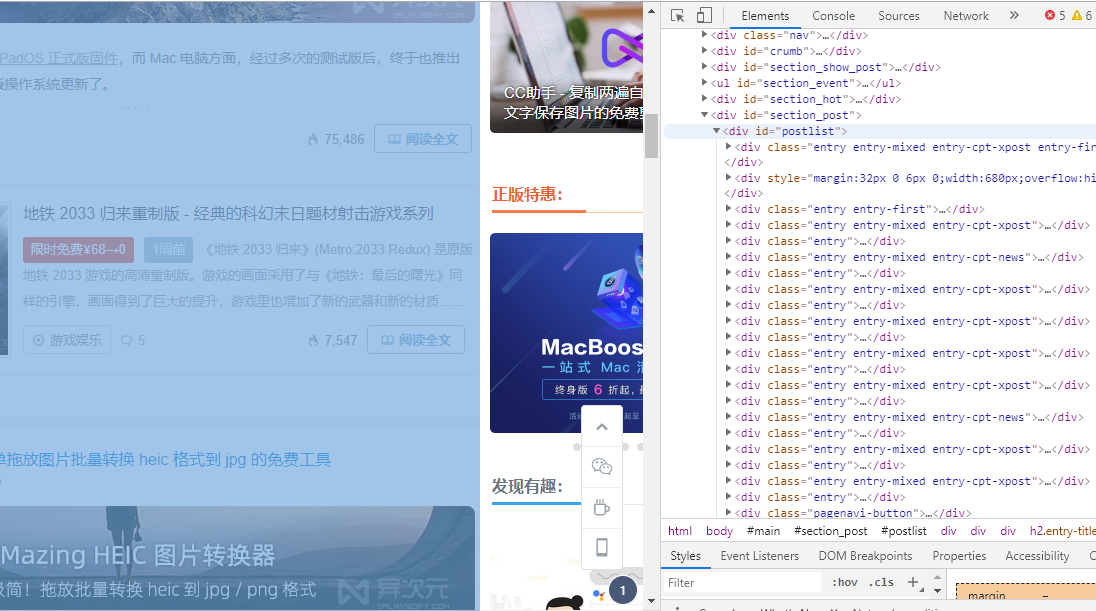 PadOS 正式版固件，而 Mac 电脑方面，经过多次的测试版后，终于也推出
操作系统更新了。
75,486
阅读全文
地铁 2033 归来重制版 - 经典的科幻末日题材射击游戏系列
限时免费¥68→0 1周前 《地铁 2033 归来》(Metro:2033 Redux) 是原版
地铁 2033 游戏的高清重制版。游戏的画面采用了与《地铁：最后的曙光》同
样的引擎，画面得到了巨大的提升，游戏里也增加了新的武器和新的材质……
游戏娱乐 5 7,547 阅读全文
拖放图片批量转换 heic 格式到 jpg 的免费工具
Mazing HEIC 图片转换器
极简！拖放批量转换 heic 到 jpg / png 格式
异次元
IPLAYSOFT.COM
CC助手 - 复制两遍自
文字保存图片的免费
正版特惠：
MacBoos
一站式 Mac
终身版 6 折起，
发现有趣：
1
Elements Console Sources Network » 5 6
<div class="nav">…</div>
<div id="crumb">…</div>
<div id="section_show_post">…</div>
<ul id="section_event">…</ul>
<div id="section_hot">…</div>
<div id="section_post">
<div id="postlist">
<div class="entry entry-mixed entry-cpt-xpost entry-fir
</div>
<div style="margin:32px 0 6px 0;width:680px;overflow:hi
</div>
<div class="entry entry-first">…</div>
<div class="entry entry-mixed entry-cpt-xpost">…</div>
<div class="entry">…</div>
<div class="entry entry-mixed entry-cpt-news">…</div>
<div class="entry">…</div>
<div class="entry entry-mixed entry-cpt-xpost">…</div>
<div class="entry">…</div>
<div class="entry entry-mixed entry-cpt-xpost">…</div>
<div class="entry">…</div>
<div class="entry entry-mixed entry-cpt-xpost">…</div>
<div class="entry">…</div>
<div class="entry entry-mixed entry-cpt-xpost">…</div>
<div class="entry">…</div>
<div class="entry entry-mixed entry-cpt-news">…</div>
<div class="entry">…</div>
<div class="entry entry-mixed entry-cpt-xpost">…</div>
<div class="entry">…</div>
<div class="entry entry-mixed entry-cpt-xpost">…</div>
<div class="entry">…</div>
<div class="pagenavi-button">…</div>
html body #main #section_post #postlist div div div h2.entry-title
Styles Event Listeners DOM Breakpoints Properties Accessibility
Filter :hov .cls +
margin –